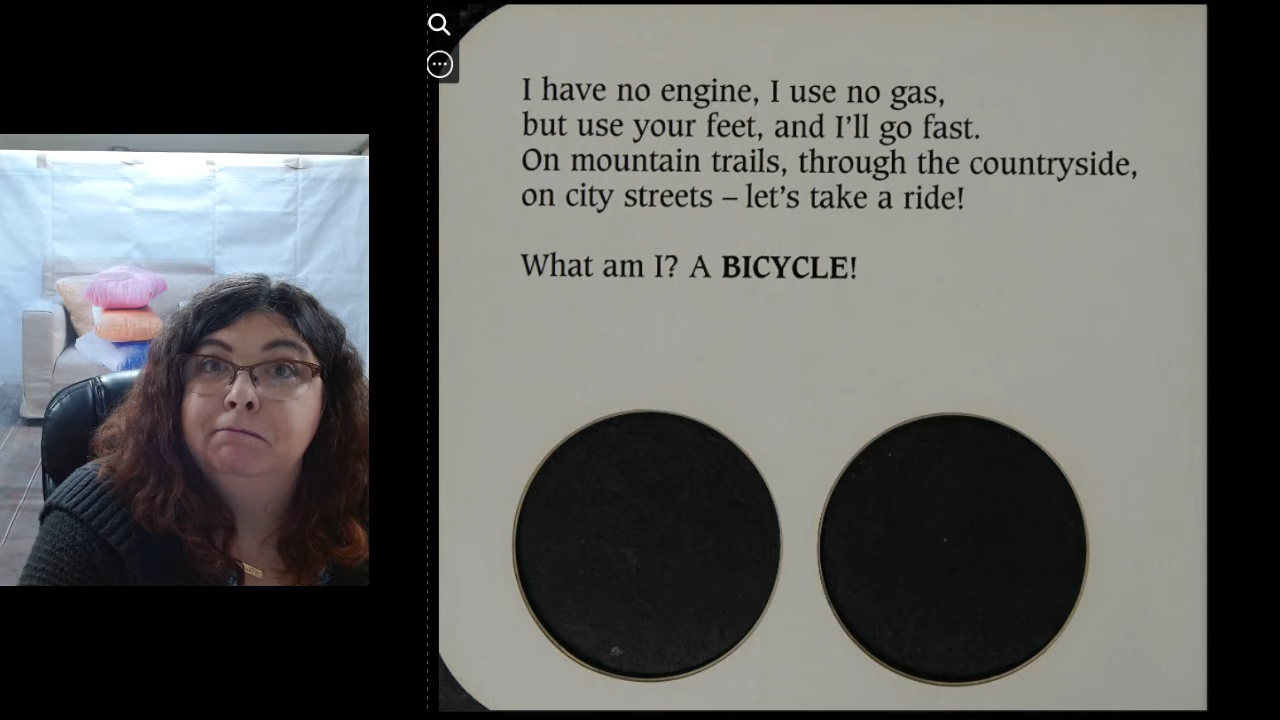 I have no engine, I use no gas,
but use your feet, and I'll go fast.
On mountain trails, through the countryside,
on city streets – let's take a ride!
What am I? A BICYCLE!